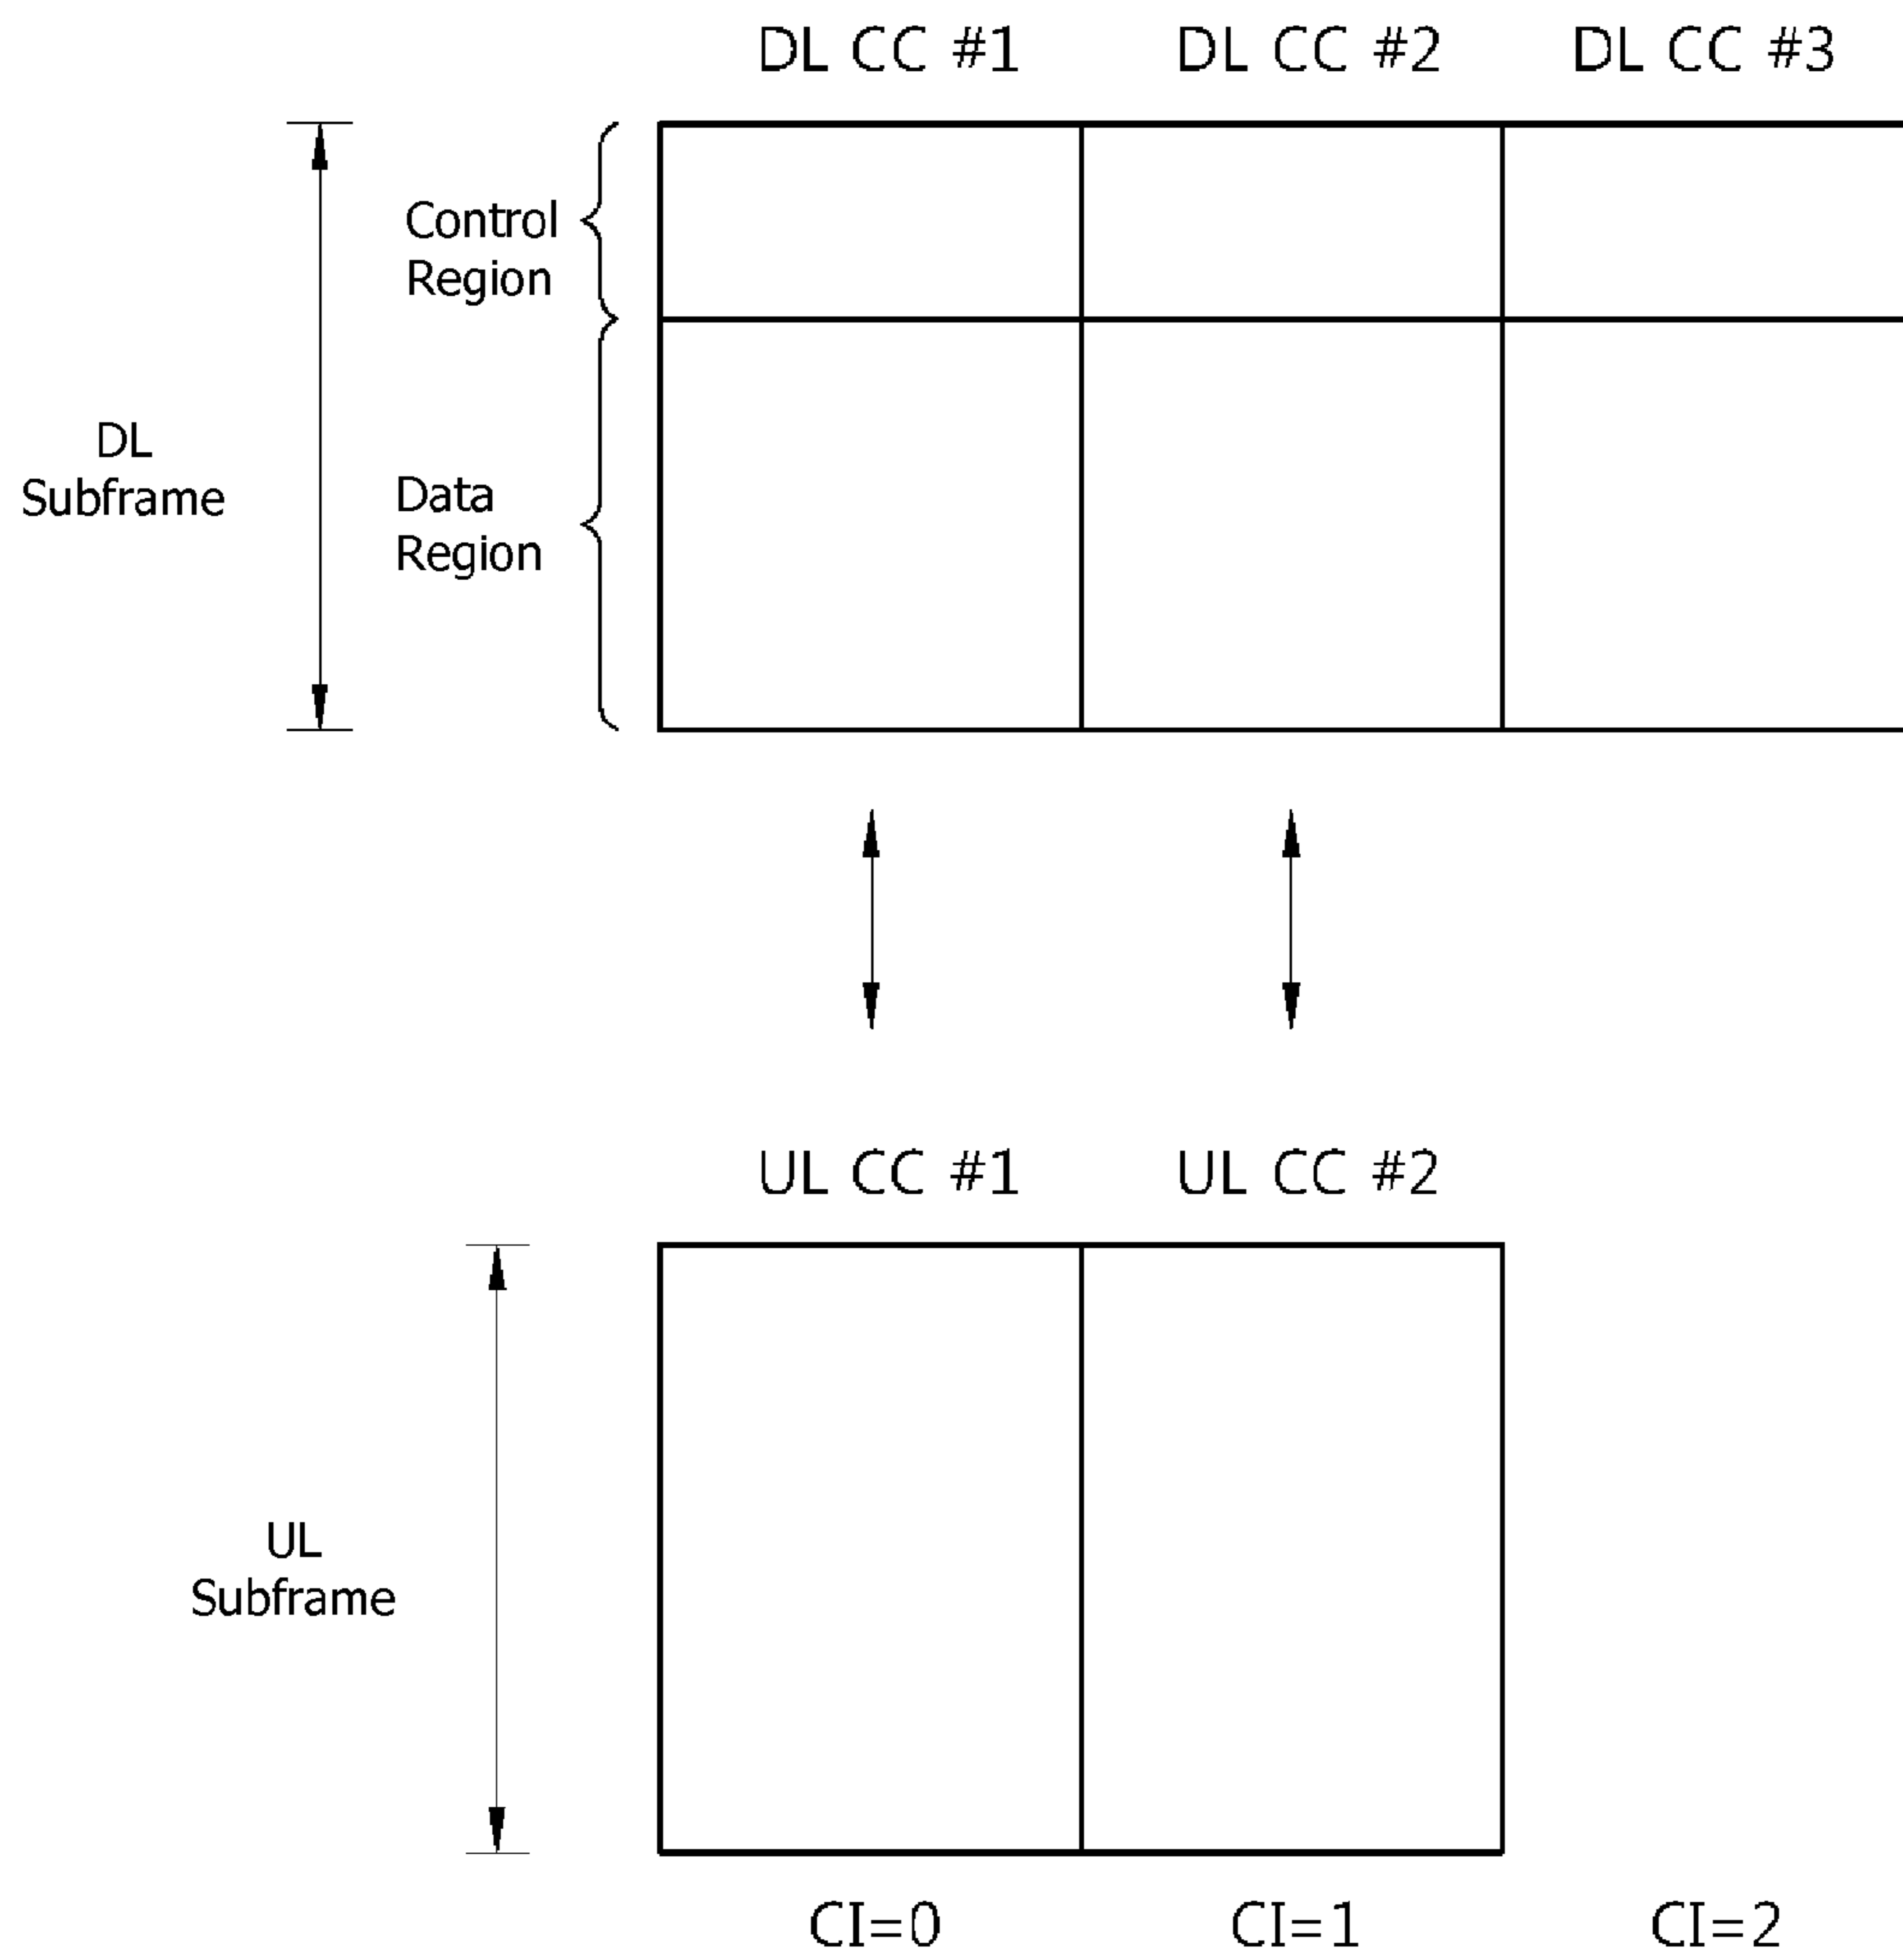 DL CC #1 DL CC #2 DL CC #3
Control
Region
DL
Subframe
Data
Region
UL CC #1 UL CC #2
UL
Subframe
CI=0 CI=1 CI=2